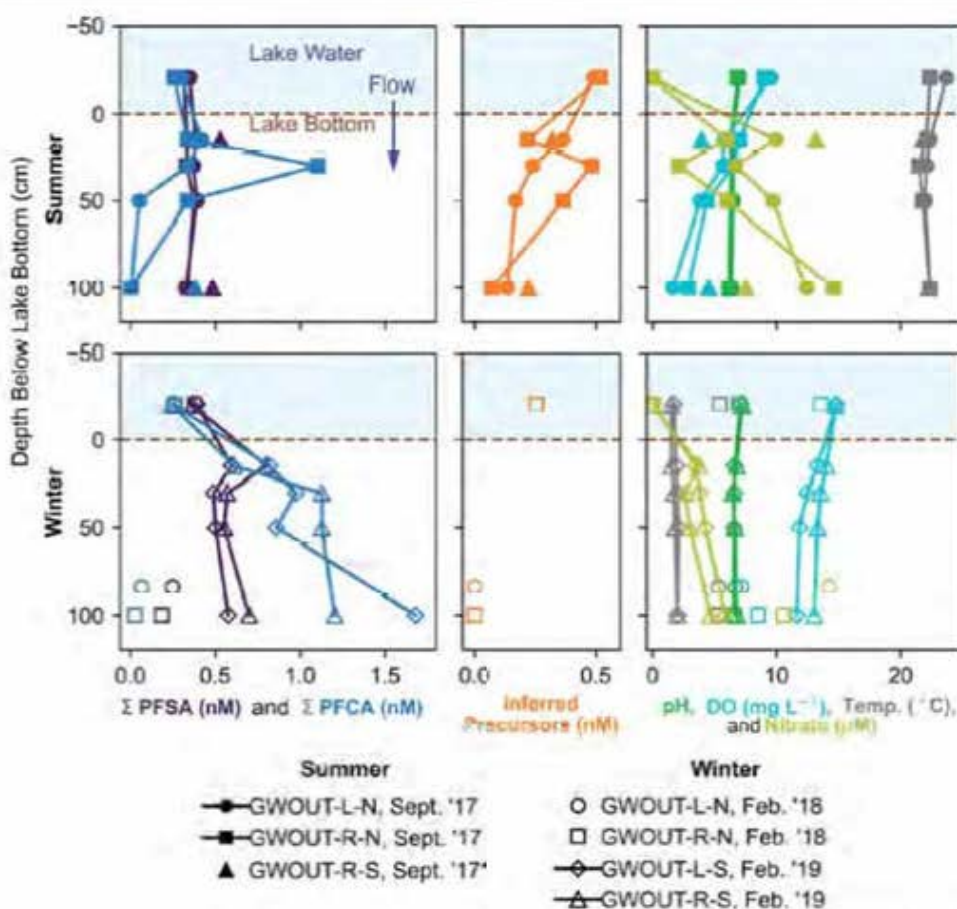 −50
0
50
100
Summer
Depth Below Lake Bottom (cm)
Lake Water
Flow
Lake Bottom
−50
0
50
100
Winter
0.0 0.5 1.0 1.5
0.0 0.5
0 10 20
Σ PFSA (nM) and Σ PFCA (nM)
Inferred
Precursors (nM)
pH, DO (mg L⁻¹), Temp. (°C),
and Nitrate (μM)
Summer
GWOUT-L-N, Sept. '17
GWOUT-R-N, Sept. '17
GWOUT-R-S, Sept. '17*
Winter
GWOUT-L-N, Feb. '18
GWOUT-R-N, Feb. '18
GWOUT-L-S, Feb. '19
GWOUT-R-S, Feb. '19